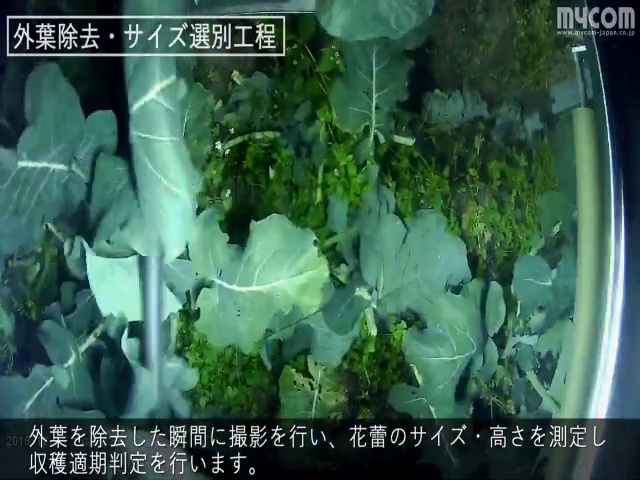 外葉除去・サイズ選別工程
mycom
www.mycom-japan.co.jp
2018
外葉を除去した瞬間に撮影を行い、花蕾のサイズ・高さを測定し
収穫適期判定を行います。